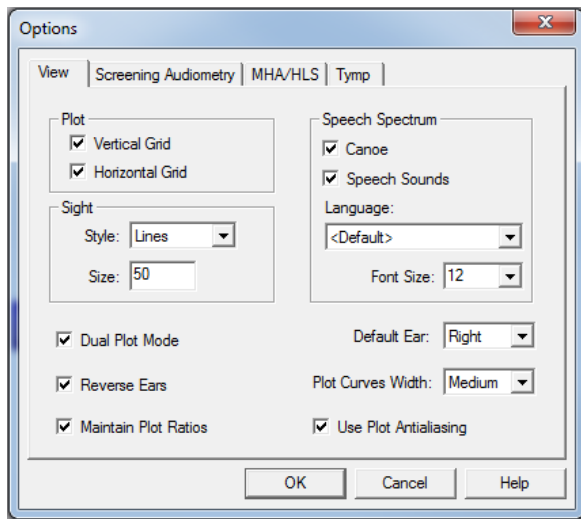 Options
View
Screening Audiometry
MHA/HLS
Tymp
Plot
Vertical Grid
Horizontal Grid
Sight
Style: Lines
Size: 50
Dual Plot Mode
Reverse Ears
Maintain Plot Ratios
Speech Spectrum
Canoe
Speech Sounds
Language:
<Default>
Font Size: 12
Default Ear: Right
Plot Curves Width: Medium
Use Plot Antialiasing
OK
Cancel
Help